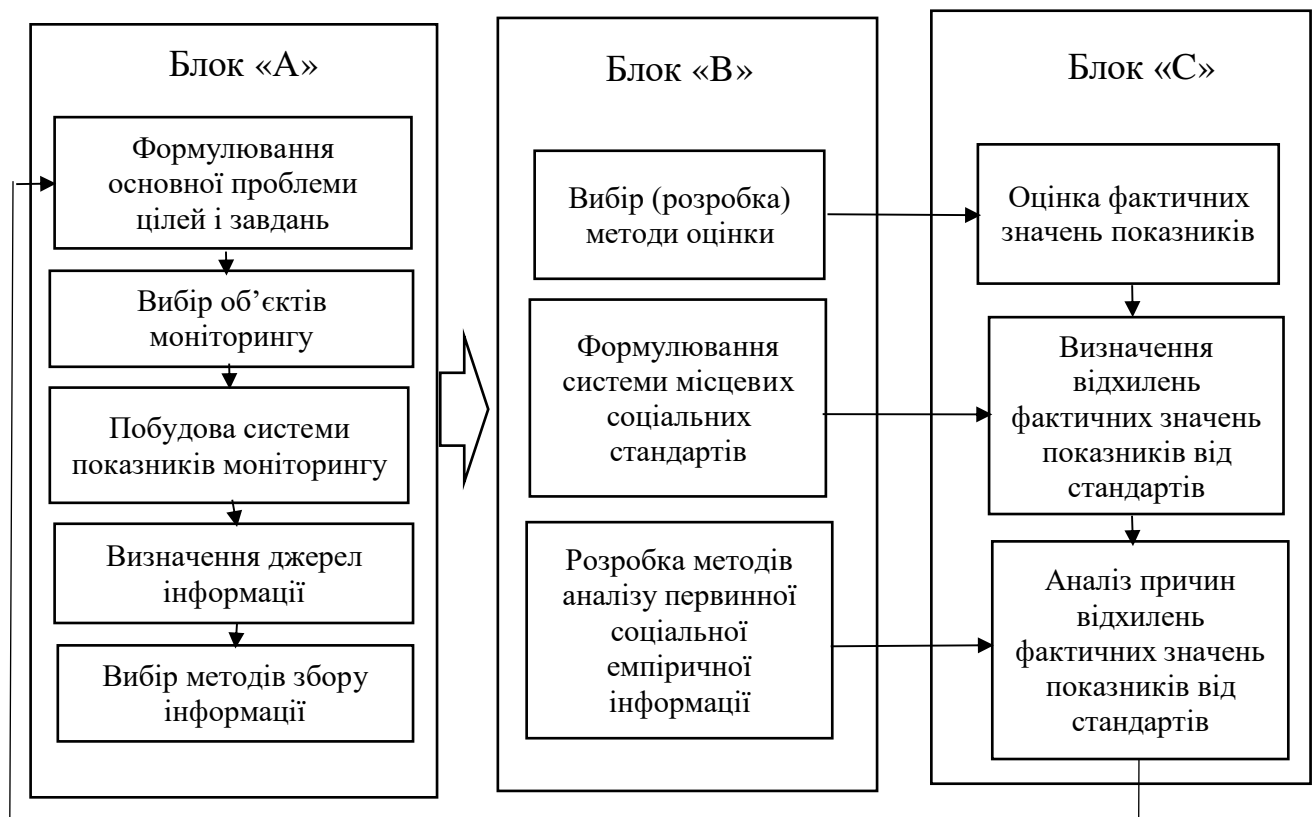 Блок «А»
Формулювання
основної проблеми
цілей і завдань
Вибір об’єктів
моніторингу
Побудова системи
показників моніторингу
Визначення джерел
інформації
Вибір методів збору
інформації
Блок «В»
Вибір (розробка)
методи оцінки
Формулювання
системи місцевих
соціальних
стандартів
Розробка методів
аналізу первинної
соціальної
емпіричної
інформації
Блок «С»
Оцінка фактичних
значень показників
Визначення
відхилень
фактичних значень
показників від
стандартів
Аналіз причин
відхилень
фактичних значень
показників від
стандартів